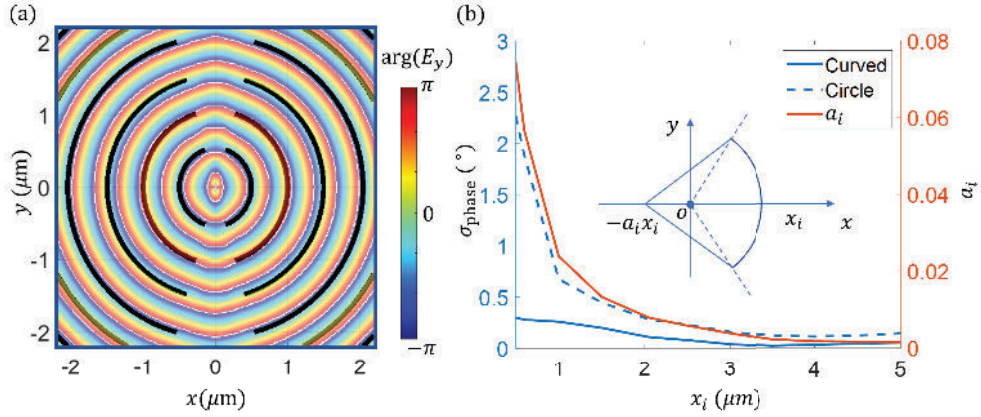 (a)
arg(E_y)
π
0
−π
2
1
0
-1
-2
y (μm)
-2 -1 0 1 2
x(μm)
(b)
3
2.5
2
1.5
1
0.5
0
σ_phase ( ° )
Curved
Circle
a_i
y
o
−a_i x_i
x_i
x
0.08
0.06
0.04
0.02
0
a_i
1 2 3 4 5
x_i (μm)